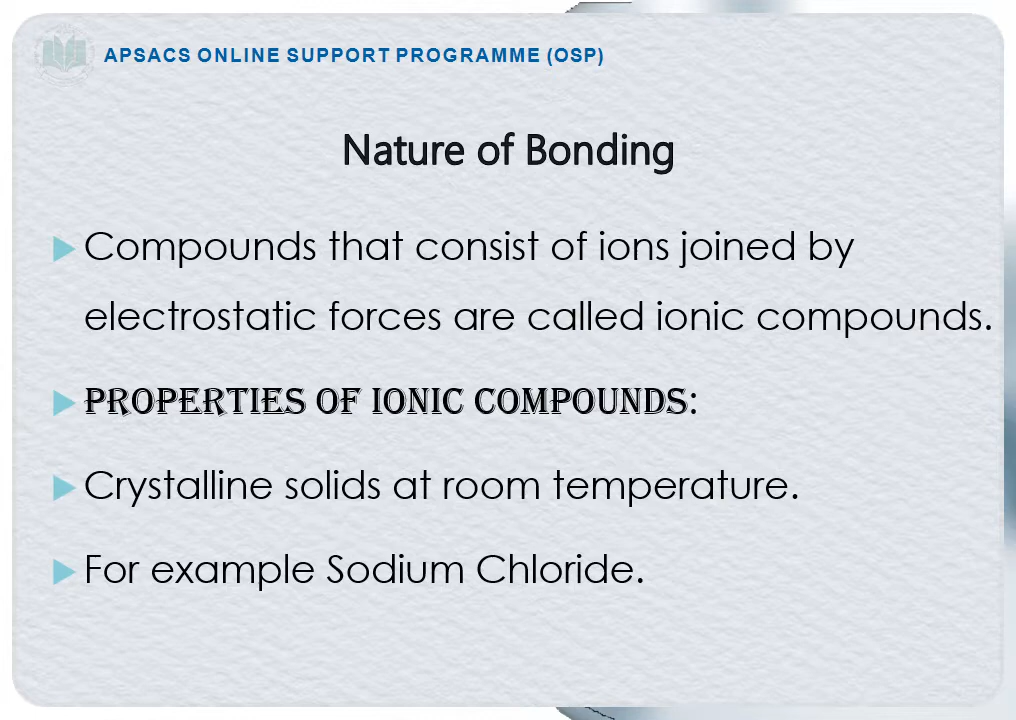 APSACS ONLINE SUPPORT PROGRAMME (OSP)
Nature of Bonding
Compounds that consist of ions joined by
electrostatic forces are called ionic compounds.
PROPERTIES OF IONIC COMPOUNDS:
Crystalline solids at room temperature.
For example Sodium Chloride.